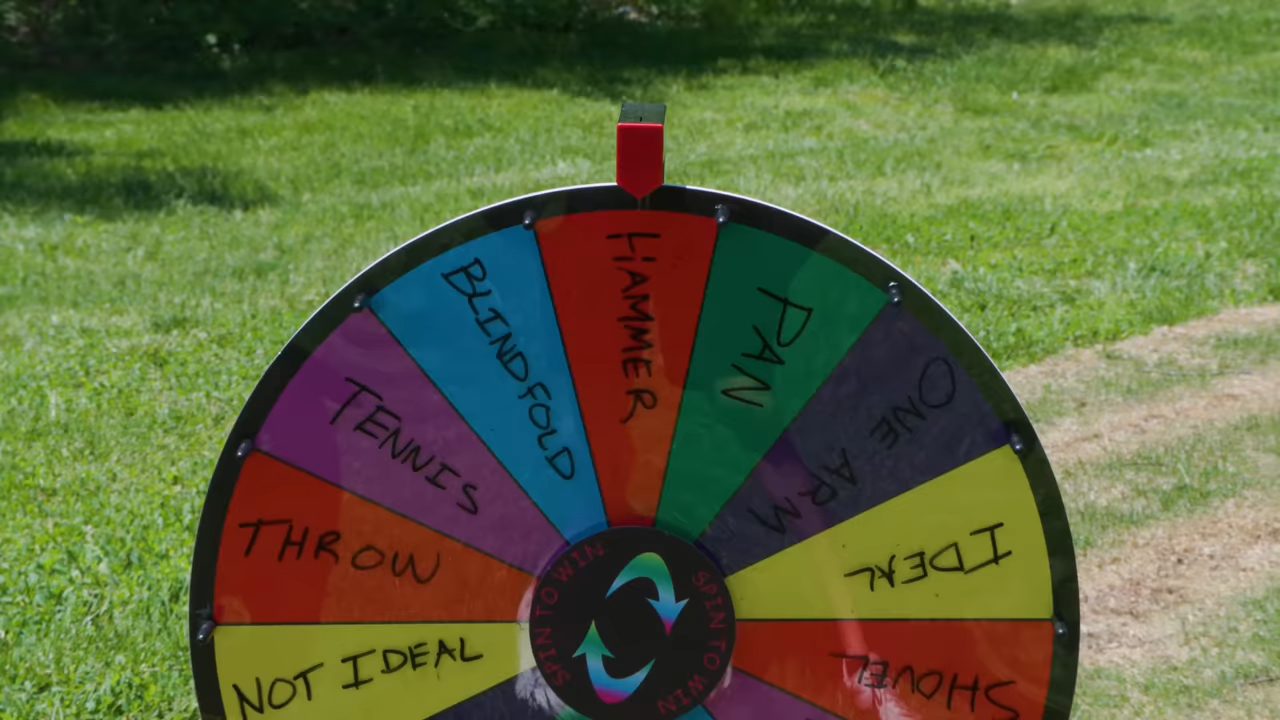 HAMMER
PAN
ONE ARM
IDEAL
SHOVEL
NOT IDEAL
THROW
TENNIS
BLINDFOLD
SPIN TO WIN
SPIN TO WIN